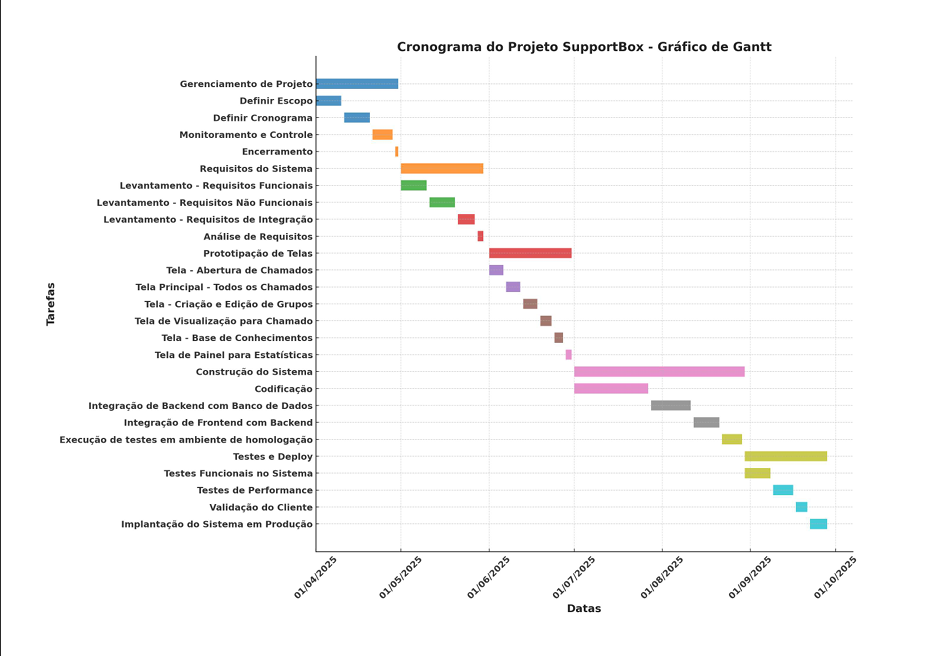 Cronograma do Projeto SupportBox - Gráfico de Gantt
Tarefas
Gerenciamento de Projeto
Definir Escopo
Definir Cronograma
Monitoramento e Controle
Encerramento
Requisitos do Sistema
Levantamento - Requisitos Funcionais
Levantamento - Requisitos Não Funcionais
Levantamento - Requisitos de Integração
Análise de Requisitos
Prototipação de Telas
Tela - Abertura de Chamados
Tela Principal - Todos os Chamados
Tela - Criação e Edição de Grupos
Tela de Visualização para Chamado
Tela - Base de Conhecimentos
Tela de Painel para Estatísticas
Construção do Sistema
Codificação
Integração de Backend com Banco de Dados
Integração de Frontend com Backend
Execução de testes em ambiente de homologação
Testes e Deploy
Testes Funcionais no Sistema
Testes de Performance
Validação do Cliente
Implantação do Sistema em Produção
01/04/2025
01/05/2025
01/06/2025
01/07/2025
01/08/2025
01/09/2025
01/10/2025
Datas